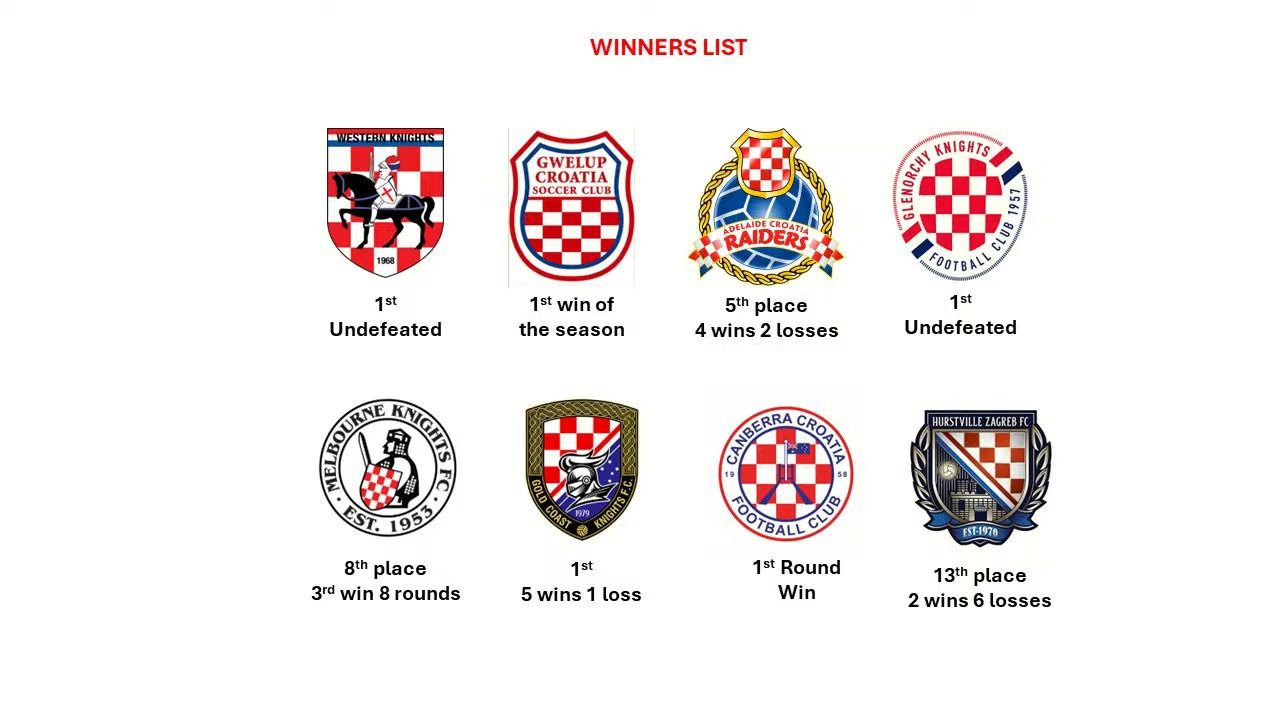 WINNERS LIST
WESTERN KNIGHTS
1968
1st
Undefeated
GWELUP
CROATIA
SOCCER CLUB
1st win of
the season
ADELAIDE CROATIA
RAIDERS
5th place
4 wins 2 losses
GLENORCHY KNIGHTS
FOOTBALL CLUB 1957
1st
Undefeated
MELBOURNE KNIGHTS FC
· EST. 1953 ·
8th place
3rd win 8 rounds
1979
GOLD COAST KNIGHTS F.C.
1st
5 wins 1 loss
CANBERRA CROATIA
19 58
FOOTBALL CLUB
1st Round
Win
HURSTVILLE ZAGREB FC
EST-1970
13th place
2 wins 6 losses